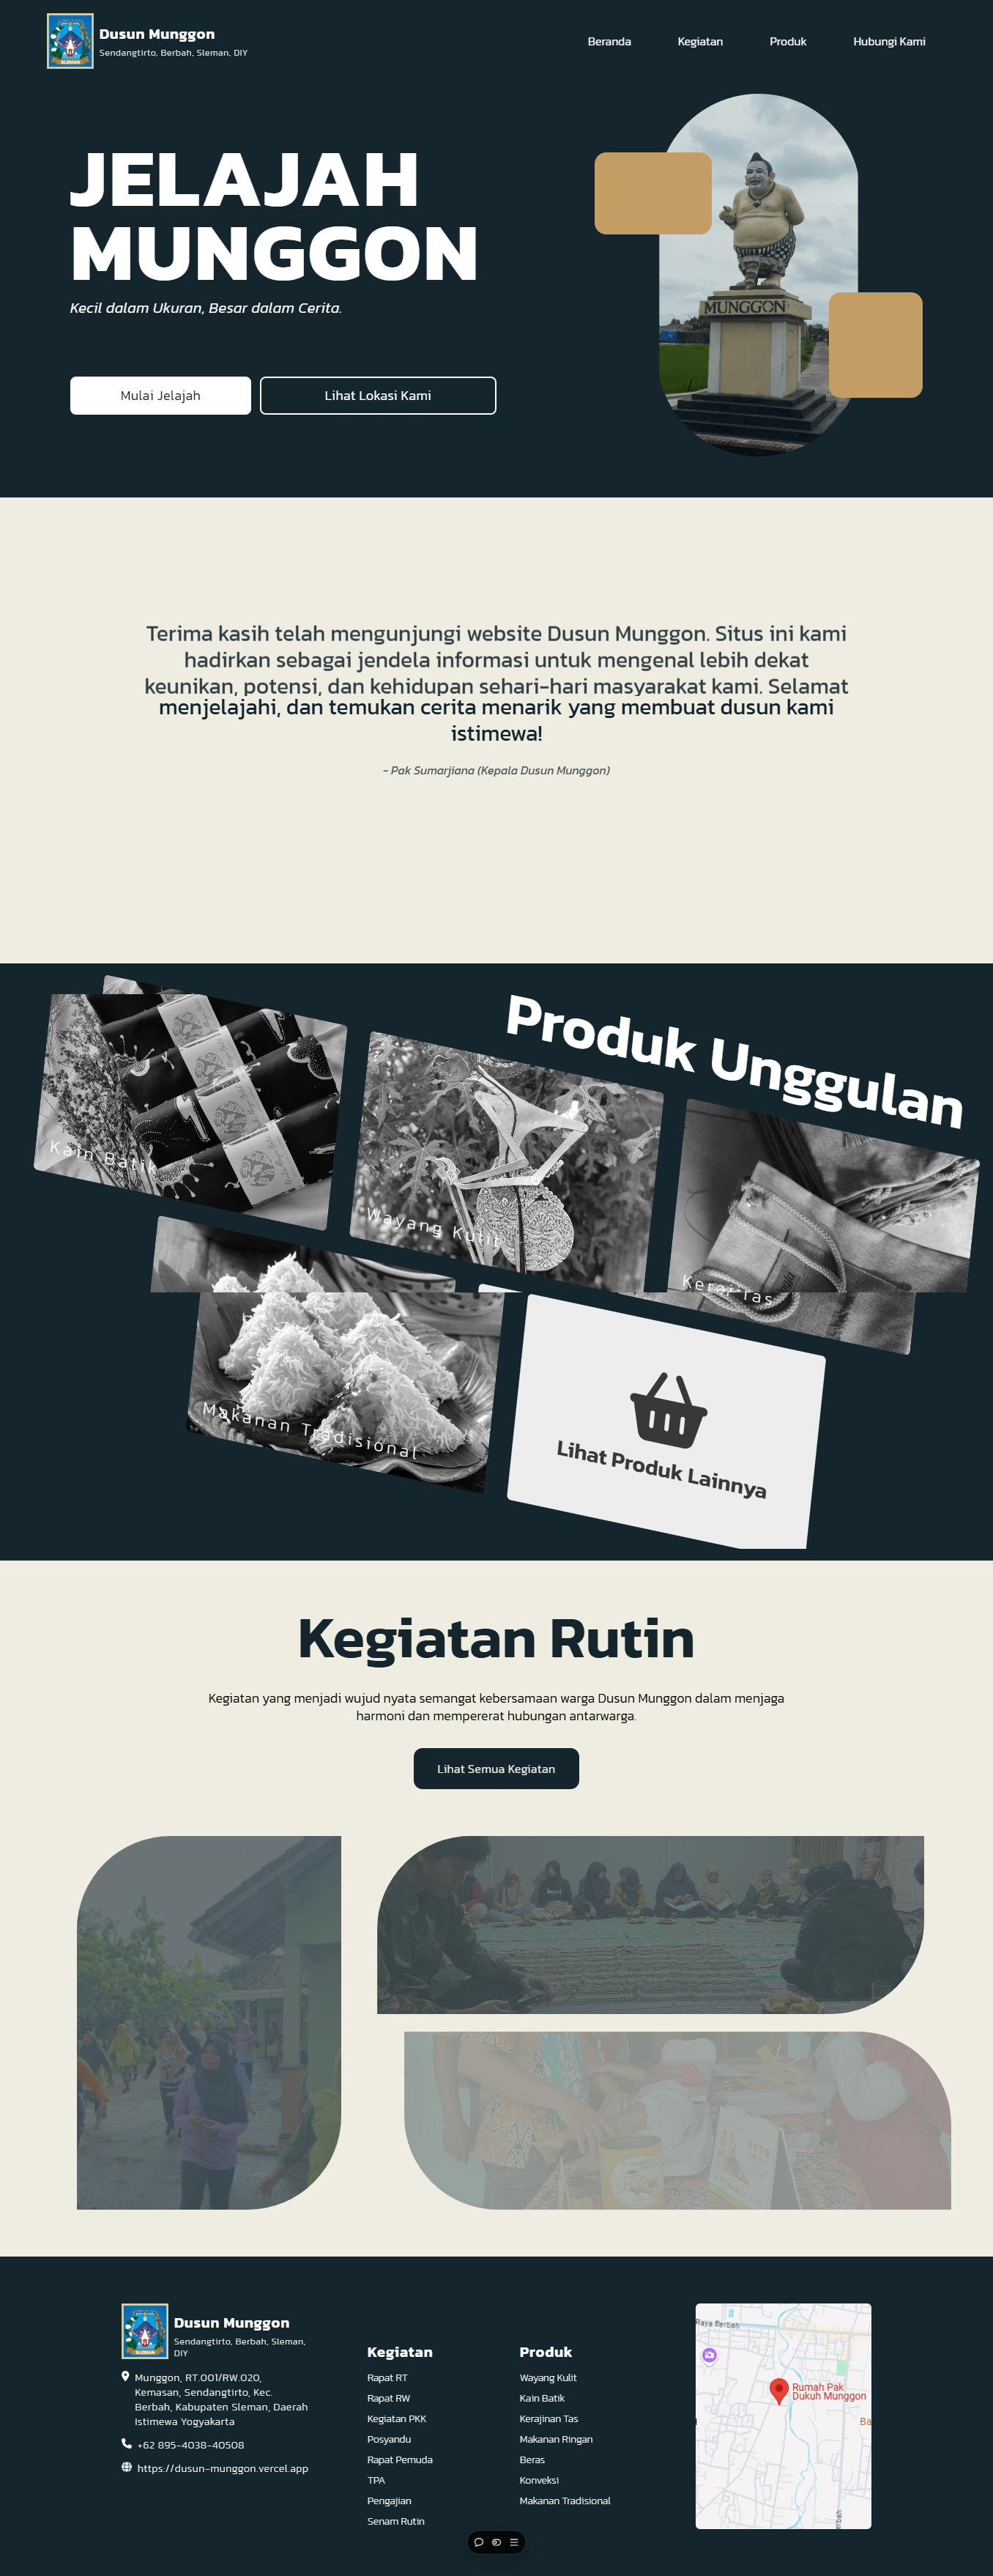 Dusun Munggon
Sendangtirto, Berbah, Sleman, DIY
Beranda
Kegiatan
Produk
Hubungi Kami
SLEMAN
JELAJAH
MUNGGON
Kecil dalam Ukuran, Besar dalam Cerita.
Mulai Jelajah
Lihat Lokasi Kami
MUNGGON
Terima kasih telah mengunjungi website Dusun Munggon. Situs ini kami
hadirkan sebagai jendela informasi untuk mengenal lebih dekat
keunikan, potensi, dan kehidupan sehari-hari masyarakat kami. Selamat
menjelajahi, dan temukan cerita menarik yang membuat dusun kami
istimewa!
- Pak Sumarjiana (Kepala Dusun Munggon)
Produk Unggulan
Kain Batik
Wayang Kulit
Makanan Tradisional
Lihat Produk Lainnya
Kegiatan Rutin
Kegiatan yang menjadi wujud nyata semangat kebersamaan warga Dusun Munggon dalam menjaga
harmoni dan mempererat hubungan antarwarga.
Lihat Semua Kegiatan
Dusun Munggon
Sendangtirto, Berbah, Sleman,
DIY
SLEMAN
Munggon, RT.001/RW.020,
Kemasan, Sendangtirto, Kec.
Berbah, Kabupaten Sleman, Daerah
Istimewa Yogyakarta
+62 895-4038-40508
https://dusun-munggon.vercel.app
Kegiatan
Rapat RT
Rapat RW
Kegiatan PKK
Posyandu
Rapat Pemuda
TPA
Pengajian
Senam Rutin
Produk
Wayang Kulit
Kain Batik
Kerajinan Tas
Makanan Ringan
Beras
Konveksi
Makanan Tradisional
Raya Berbah
Rumah Pak
Dukuh Munggon
Ba